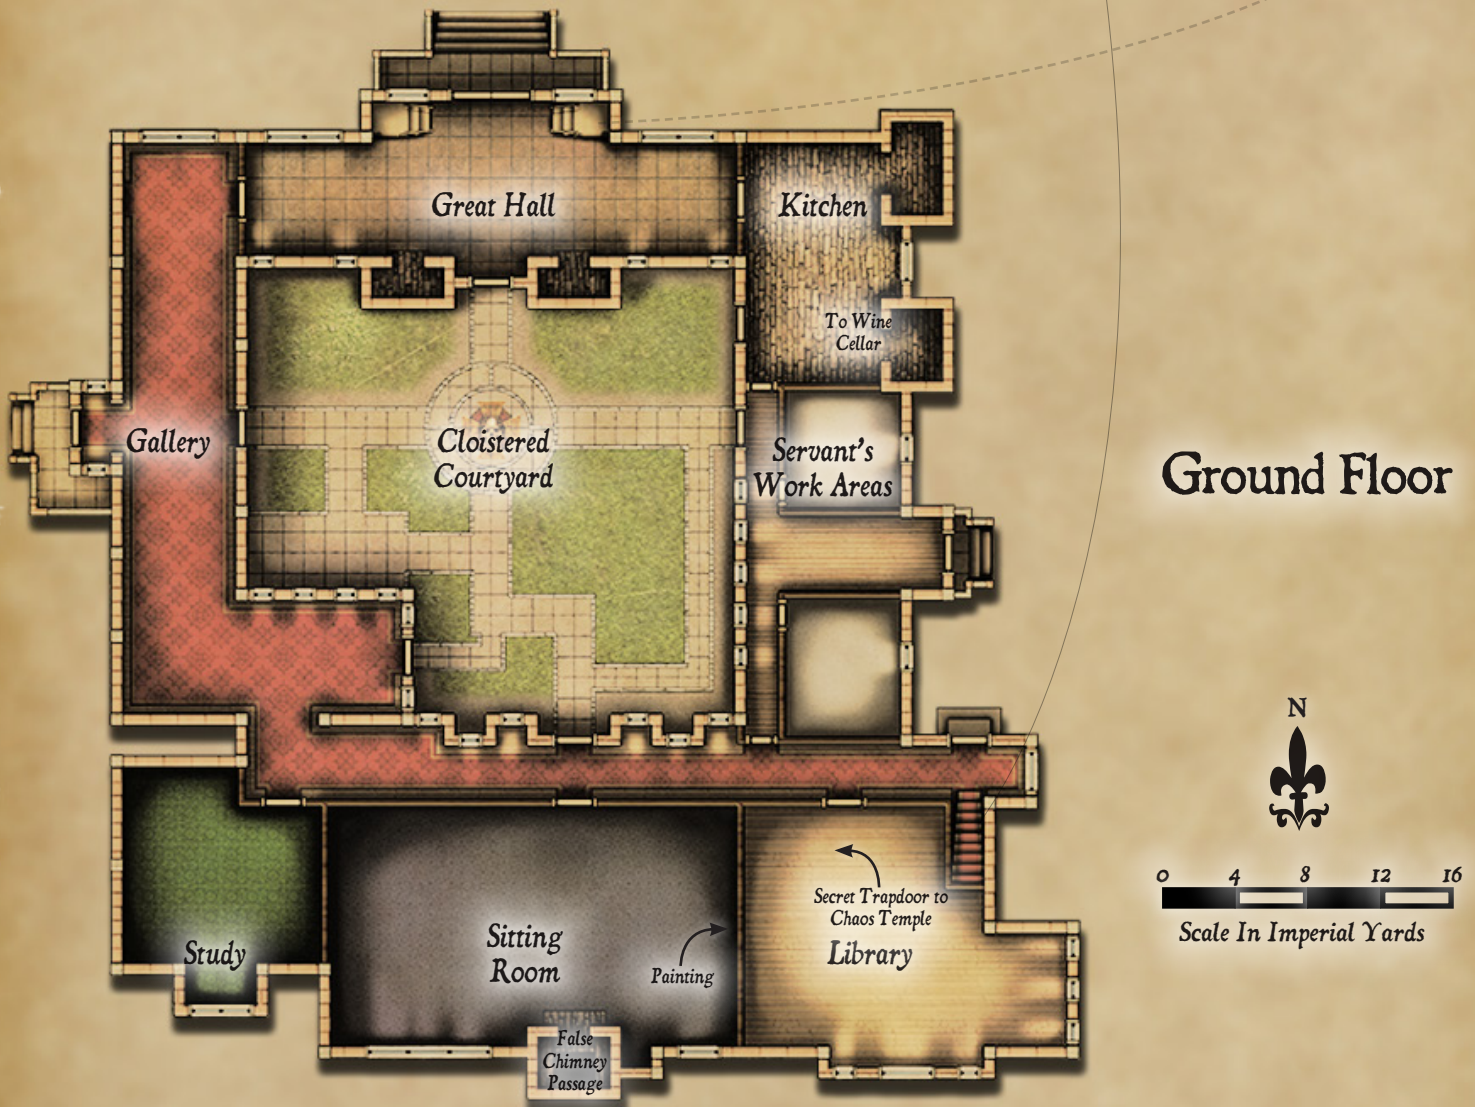 Great Hall
Kitchen
To Wine
Cellar
Gallery
Cloistered
Courtyard
Servant's
Work Areas
Ground Floor
N
0 4 8 12 16
Scale In Imperial Yards
Study
Sitting
Room
Painting
Secret Trapdoor to
Chaos Temple
Library
False
Chimney
Passage